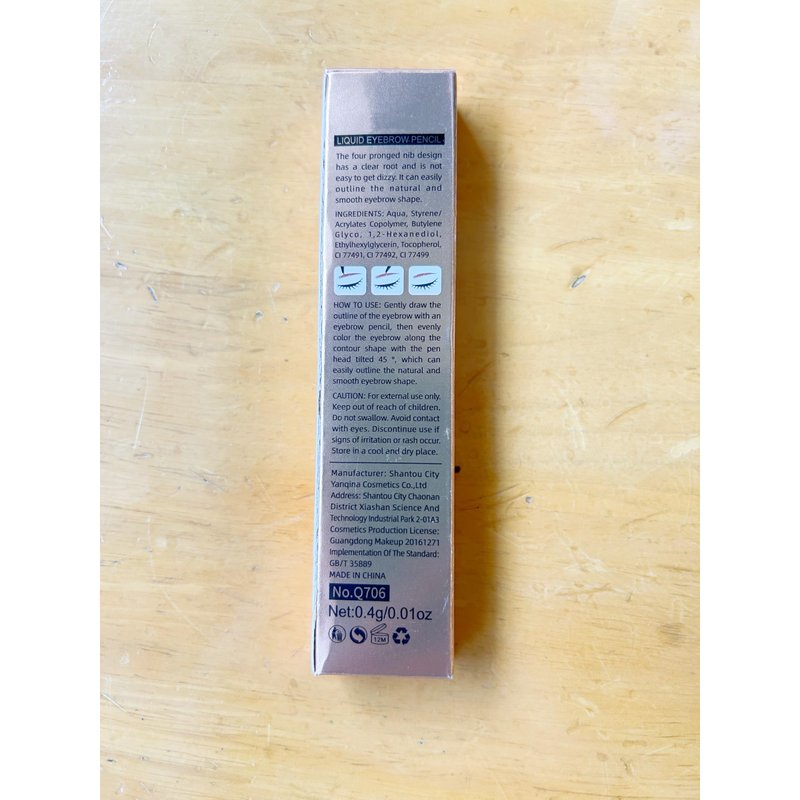 LIQUID EYEBROW PENCIL
The four pronged nib design
has a clear root and is not
easy to get dizzy. It can easily
outline the natural and
smooth eyebrow shape.
INGREDIENTS: Aqua, Styrene/
Acrylates Copolymer, Butylene
Glyco, 1,2-Hexanediol,
Ethylhexylglycerin, Tocopherol,
CI 77491, CI 77492, CI 77499
HOW TO USE: Gently draw the
outline of the eyebrow with an
eyebrow pencil, then evenly
color the eyebrow along the
contour shape with the pen
head tilted 45 °, which can
easily outline the natural and
smooth eyebrow shape.
CAUTION: For external use only.
Keep out of reach of children.
Do not swallow. Avoid contact
with eyes. Discontinue use if
signs of irritation or rash occur.
Store in a cool and dry place.
Manufacturer: Shantou City
Yanqina Cosmetics Co.,Ltd
Address: Shantou City Chaonan
District Xiashan Science And
Technology Industrial Park 2-01A3
Cosmetics Production License:
Guangdong Makeup 20161271
Implementation Of The Standard:
GB/T 35889
MADE IN CHINA
No.Q706
Net:0.4g/0.01oz
12M